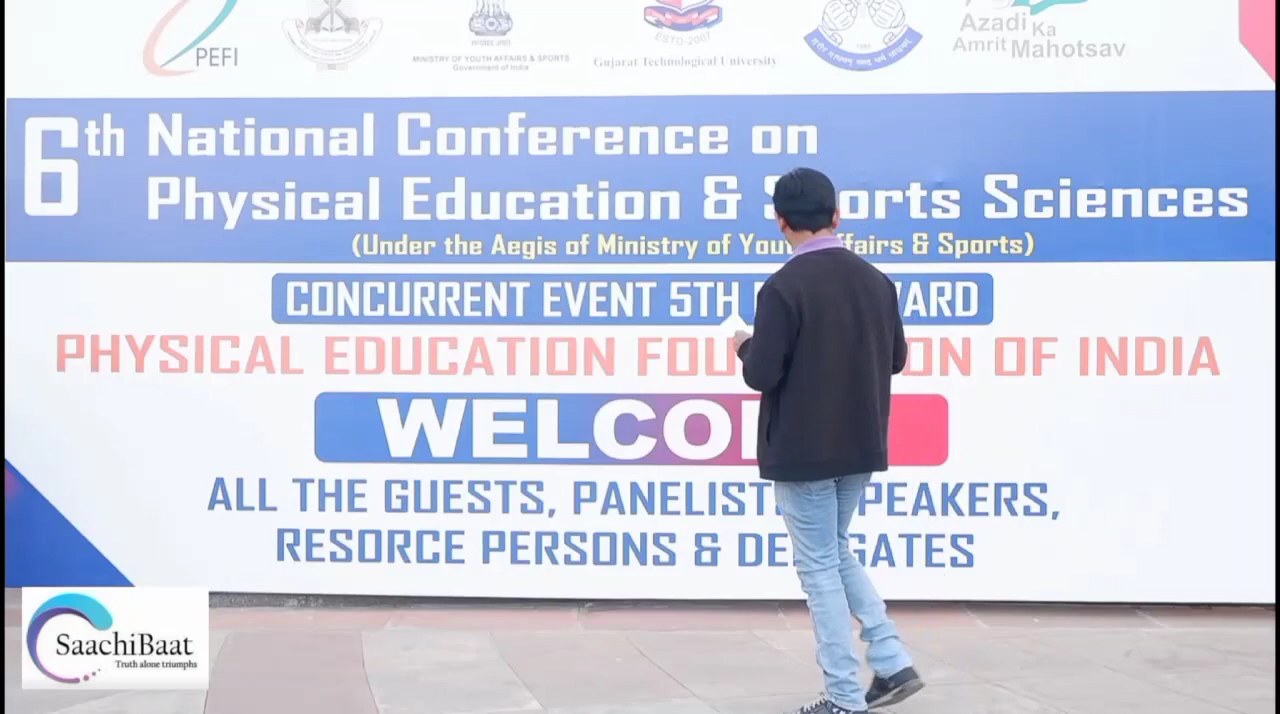 PEFI
MINISTRY OF YOUTH AFFAIRS & SPORTS
Government of India
ESTD 2007
Gujarat Technological University
Azadi Ka
Amrit Mahotsav
6th National Conference on
Physical Education & Sports Sciences
(Under the Aegis of Ministry of You ffairs & Sports)
CONCURRENT EVENT 5TH WARD
PHYSICAL EDUCATION FOU ON OF INDIA
WELCO
ALL THE GUESTS, PANELIST PEAKERS,
RESORCE PERSONS & DE GATES
SaachiBaat
Truth alone triumphs